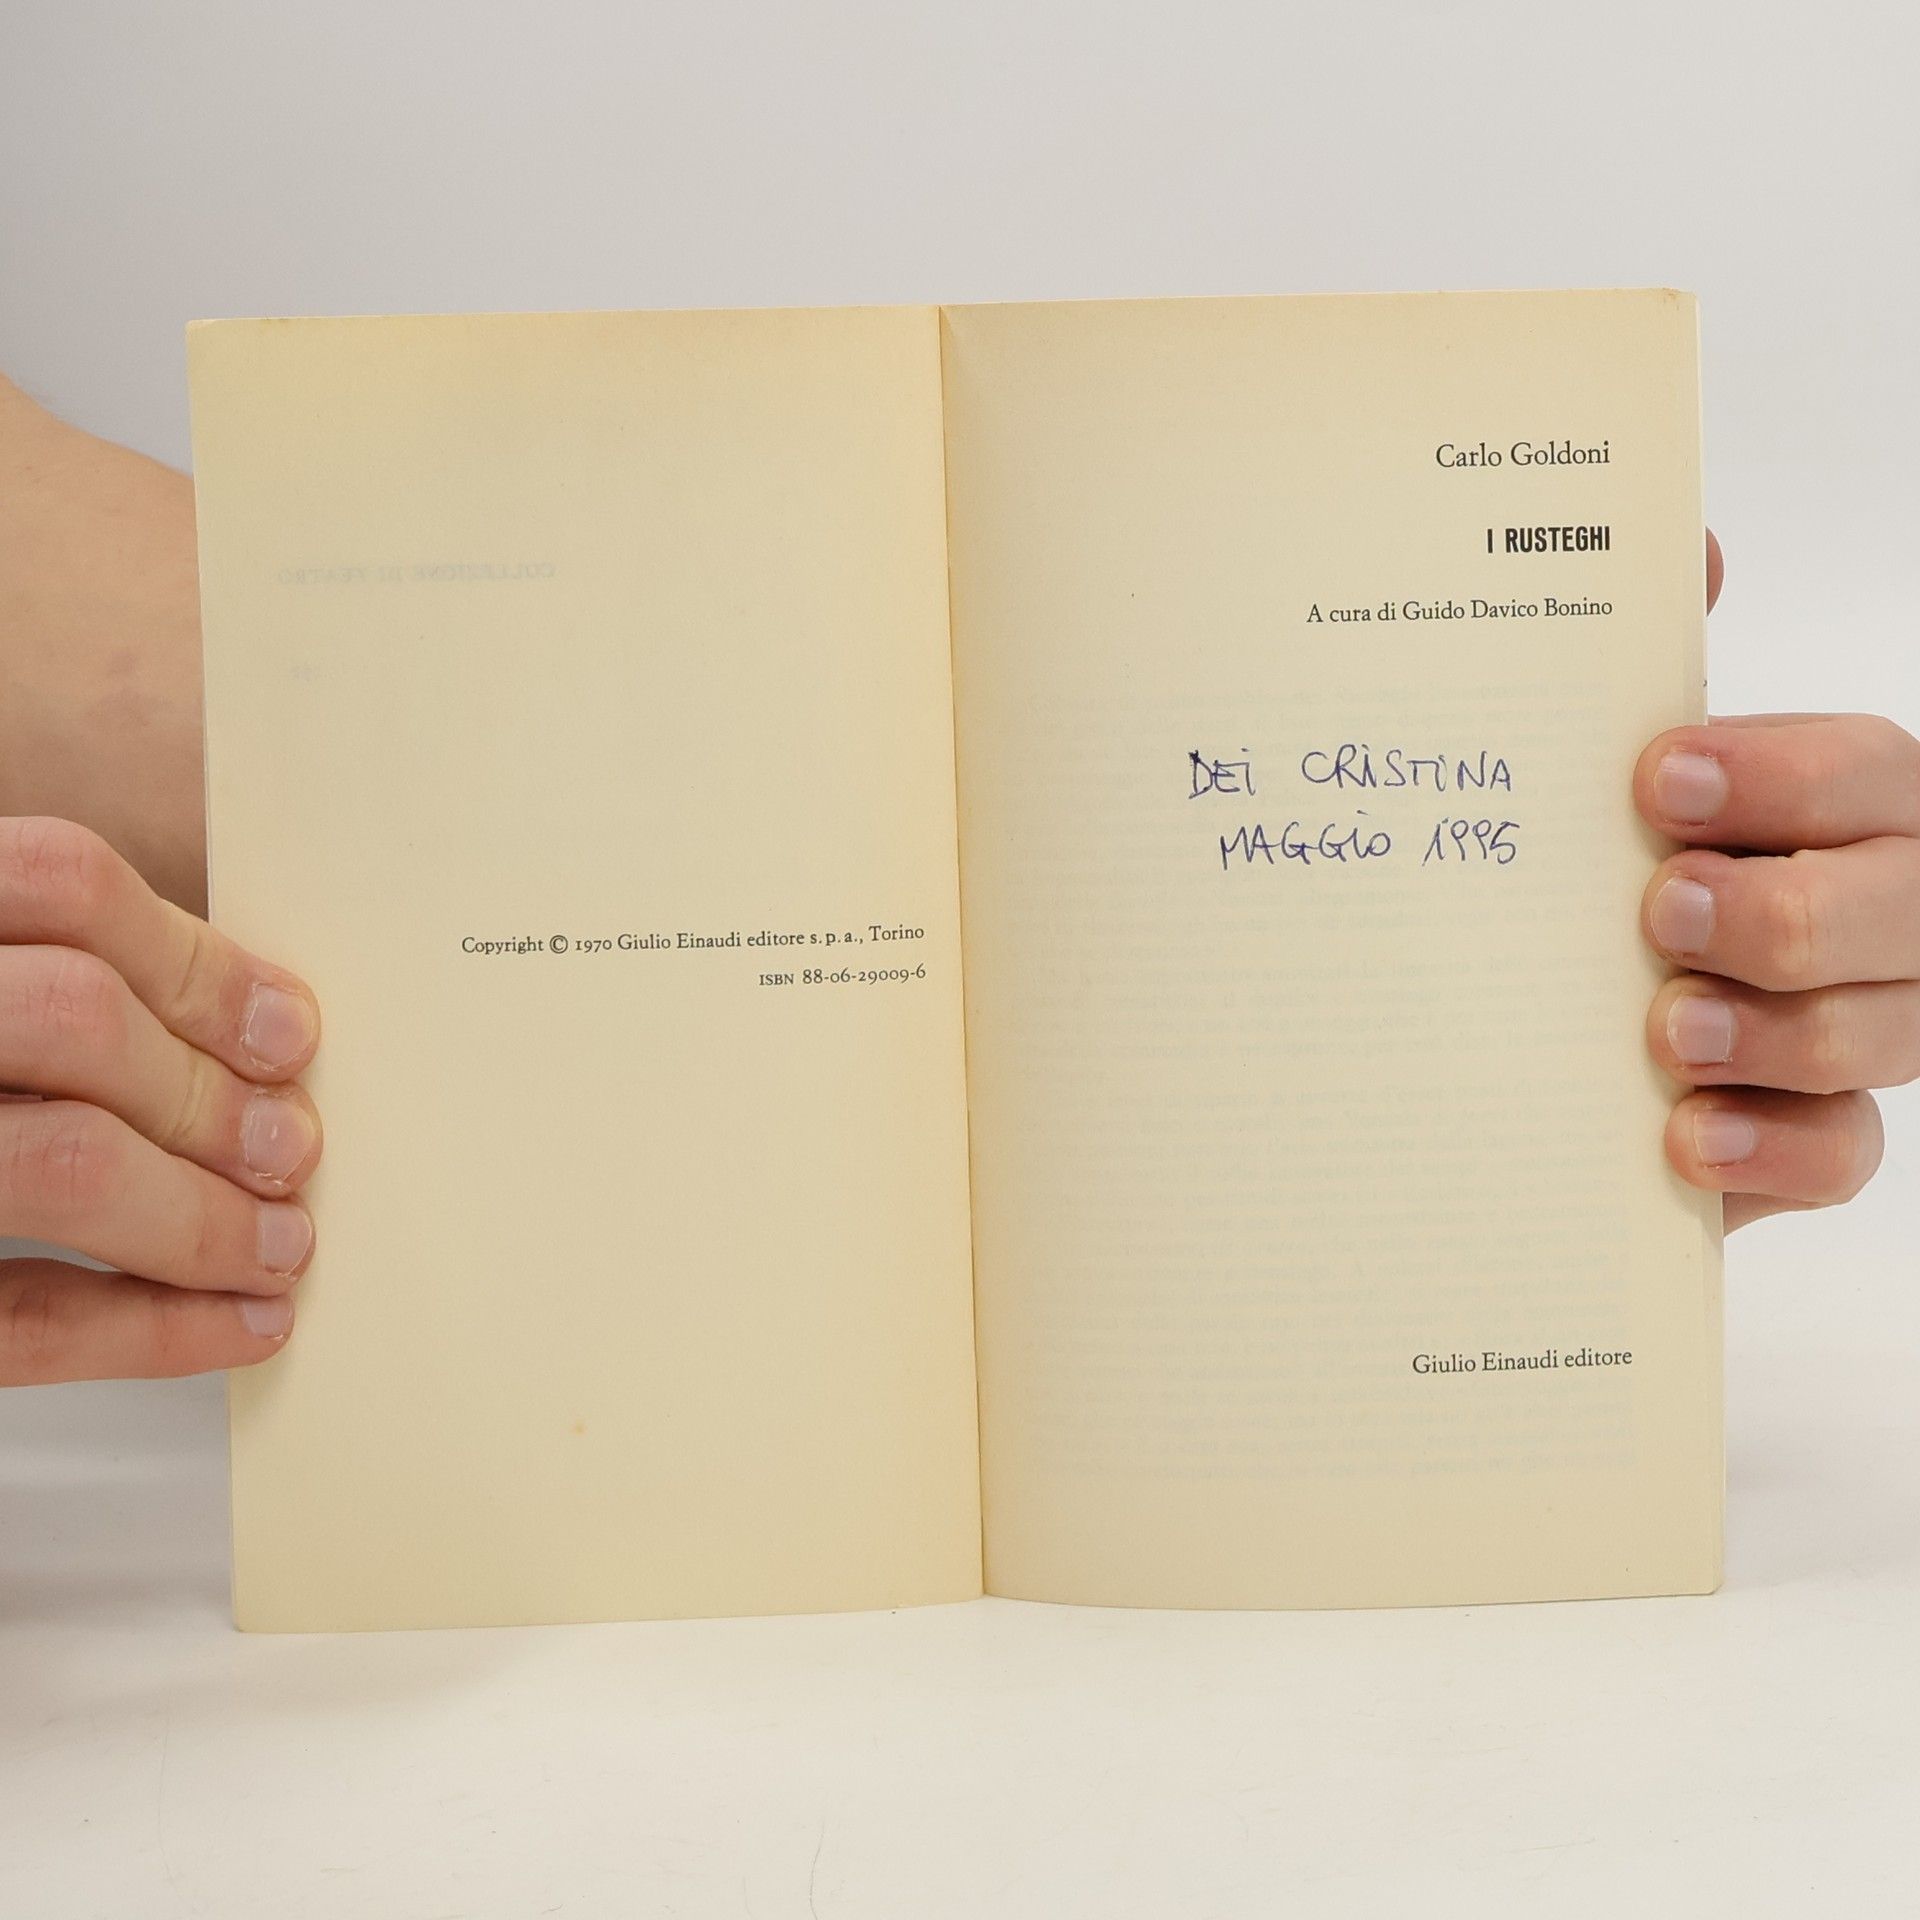 Copyright © 1970 Giulio Einaudi editore s.p.a., Torino
ISBN 88-06-29009-6
Carlo Goldoni
I RUSTEGHI
A cura di Guido Davico Bonino
DEI CRISTINA
MAGGIO 1995
Giulio Einaudi editore